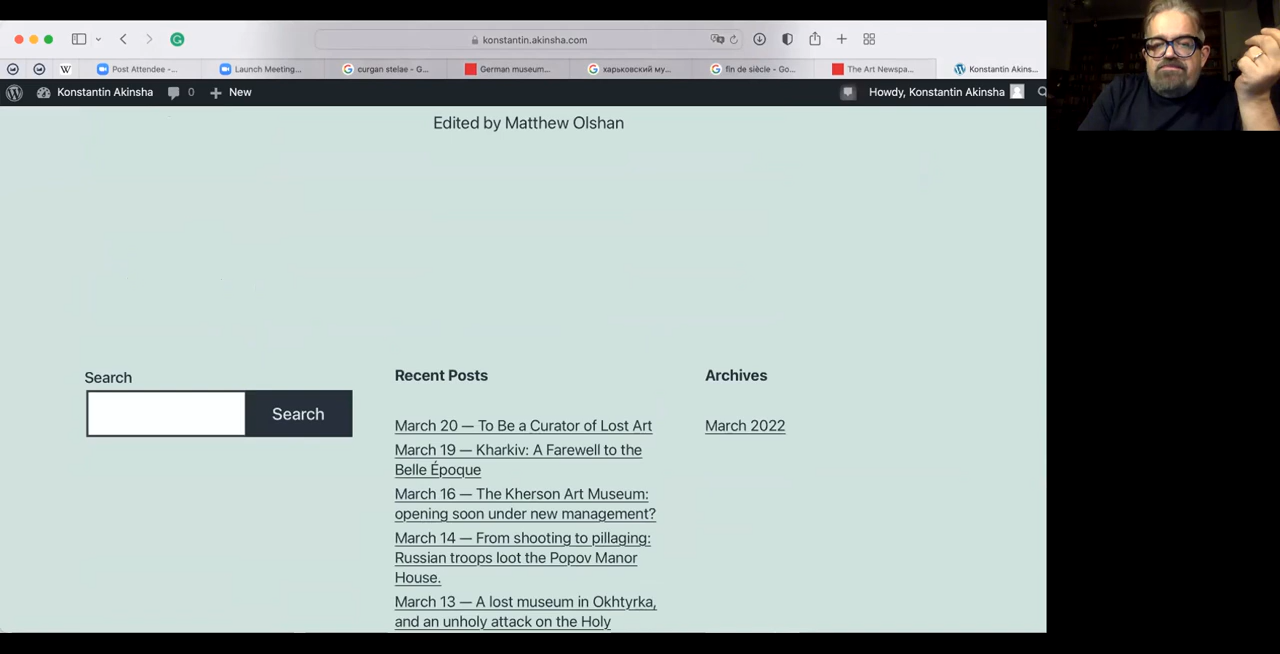 konstantin.akinsha.com
Post Attendee -...
Launch Meeting...
curgan stelae - G...
German museum...
харьковский му...
fin de siècle - Go...
The Art Newspa...
Konstantin Akins...
Konstantin Akinsha
0
New
Howdy, Konstantin Akinsha
Edited by Matthew Olshan
Search
Search
Recent Posts
March 20 — To Be a Curator of Lost Art
March 19 — Kharkiv: A Farewell to the
Belle Époque
March 16 — The Kherson Art Museum:
opening soon under new management?
March 14 — From shooting to pillaging:
Russian troops loot the Popov Manor
House.
March 13 — A lost museum in Okhtyrka,
and an unholy attack on the Holy
Archives
March 2022